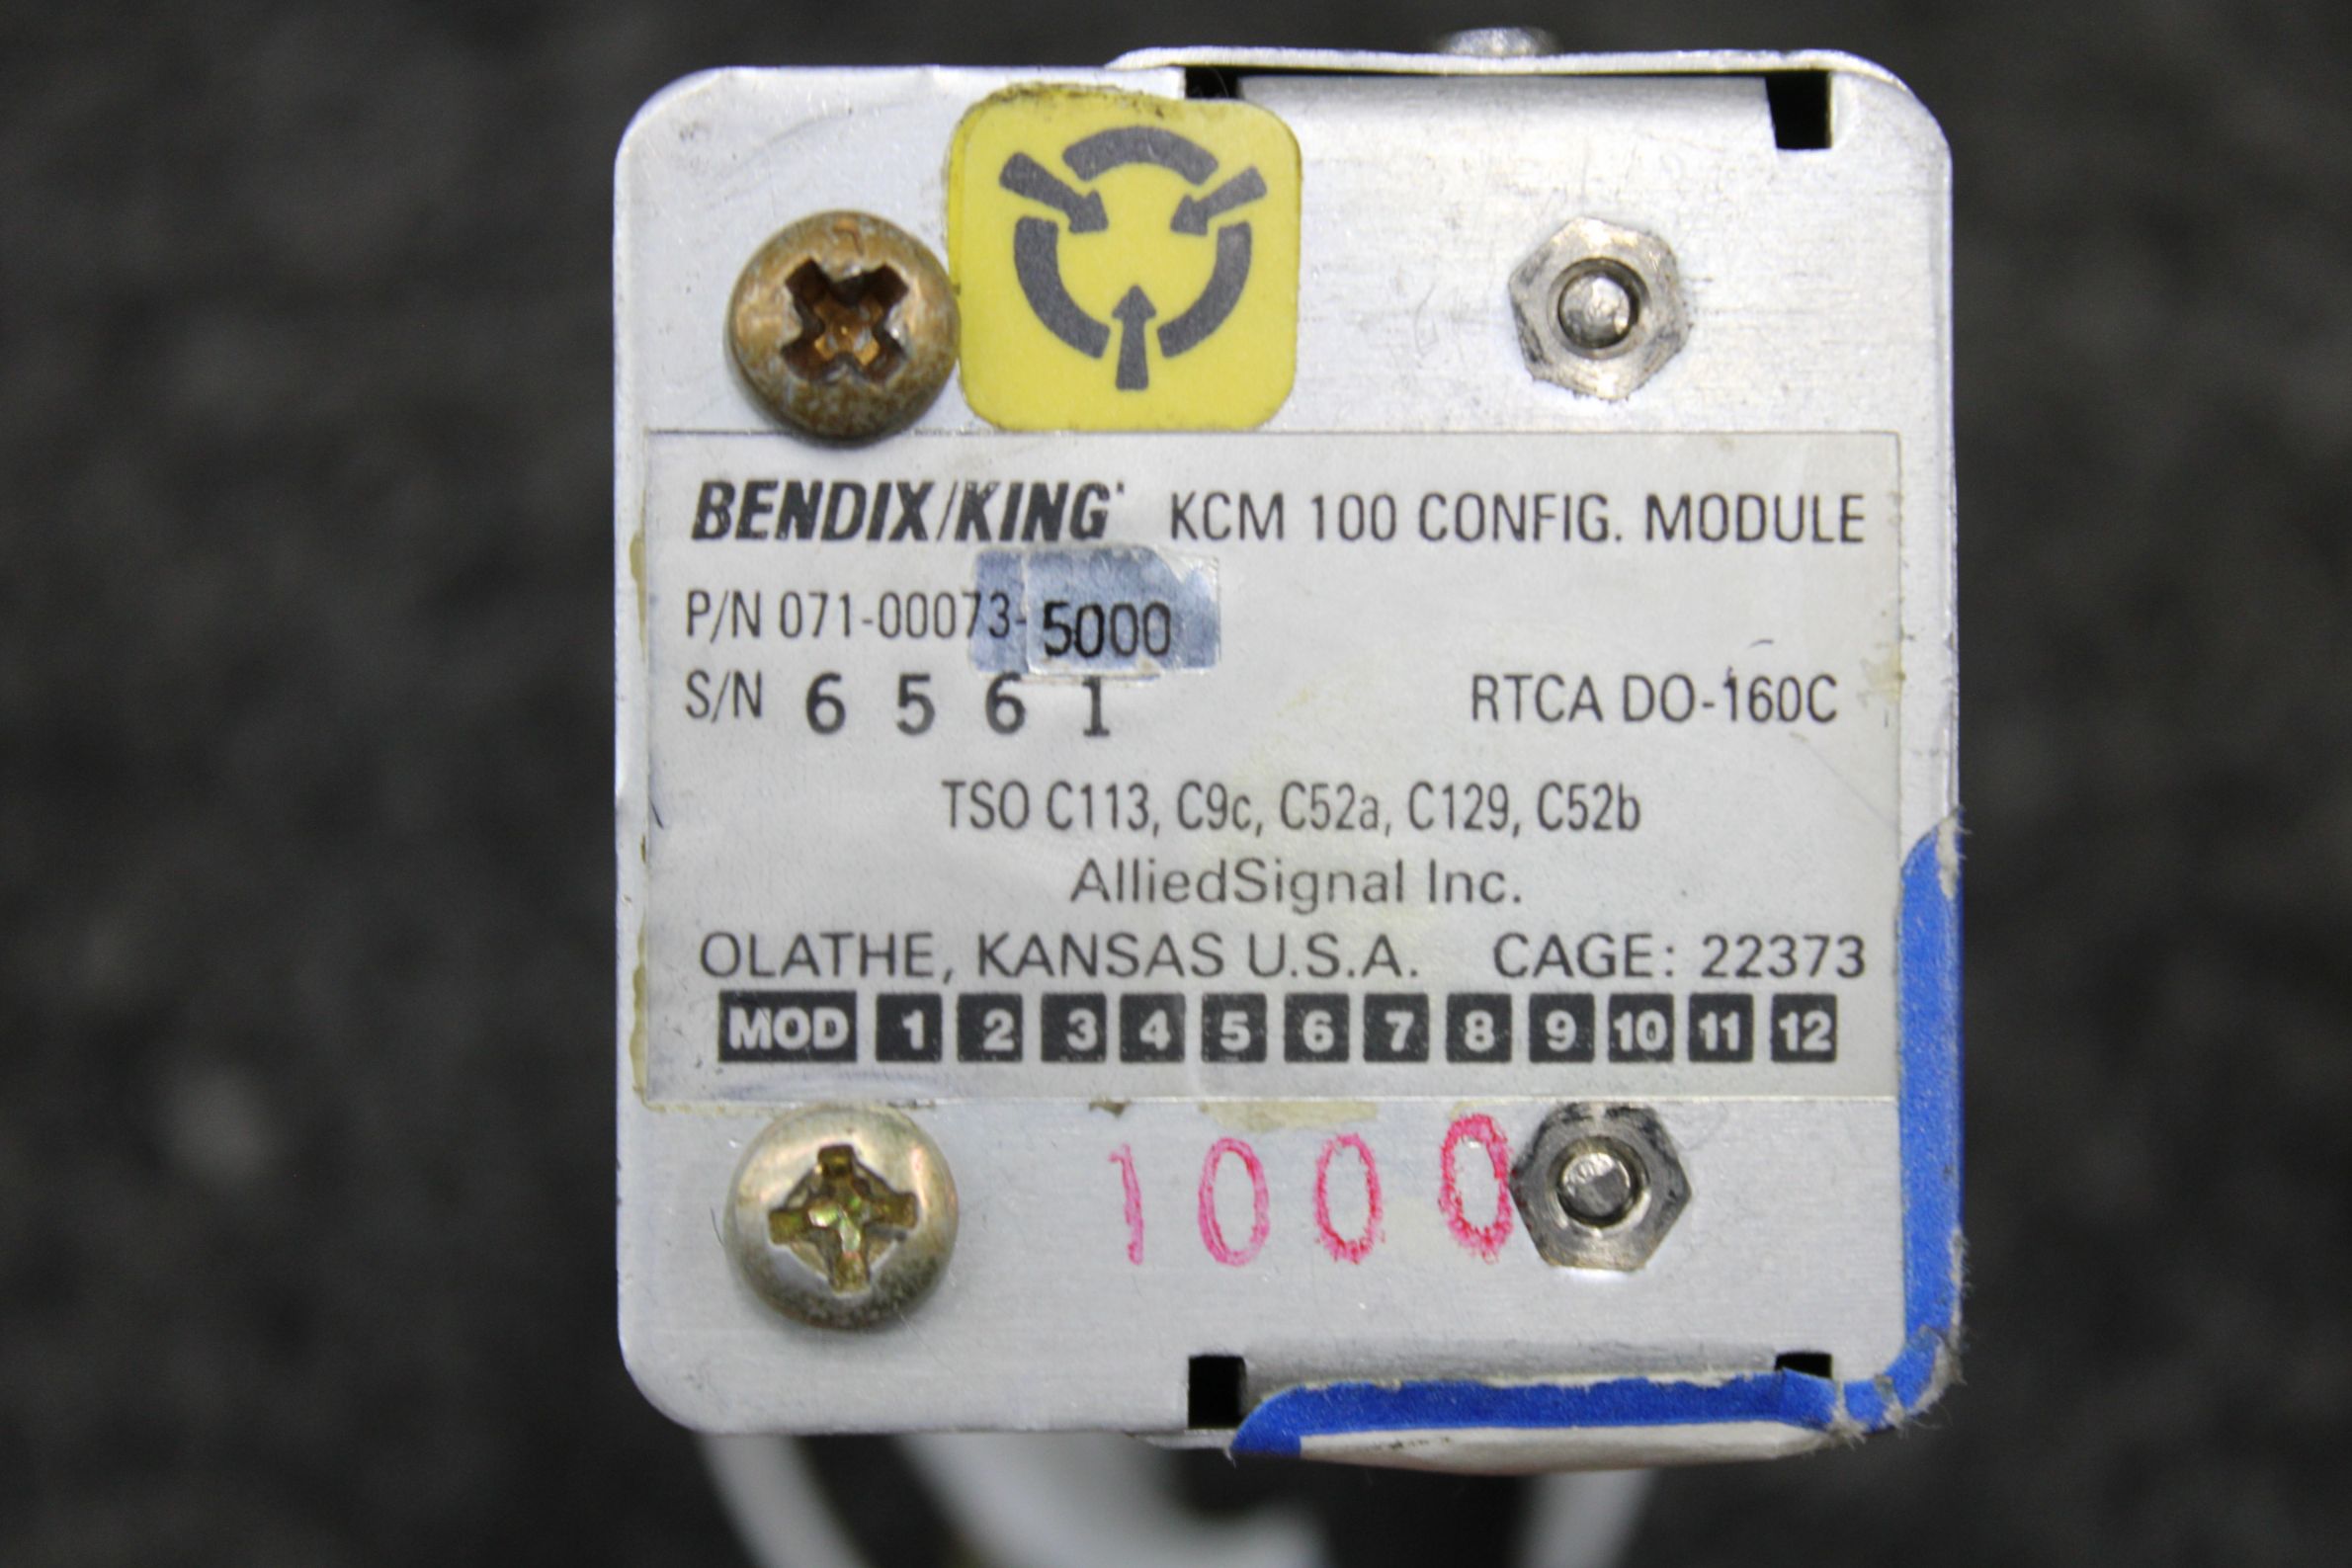 BENDIX/KING KCM 100 CONFIG. MODULE
P/N 071-00073-5000
S/N 6561 RTCA DO-160C
TSO C113, C9c, C52a, C129, C52b
AlliedSignal Inc.
OLATHE, KANSAS U.S.A. CAGE: 22373
MOD 1 2 3 4 5 6 7 8 9 10 11 12
1000